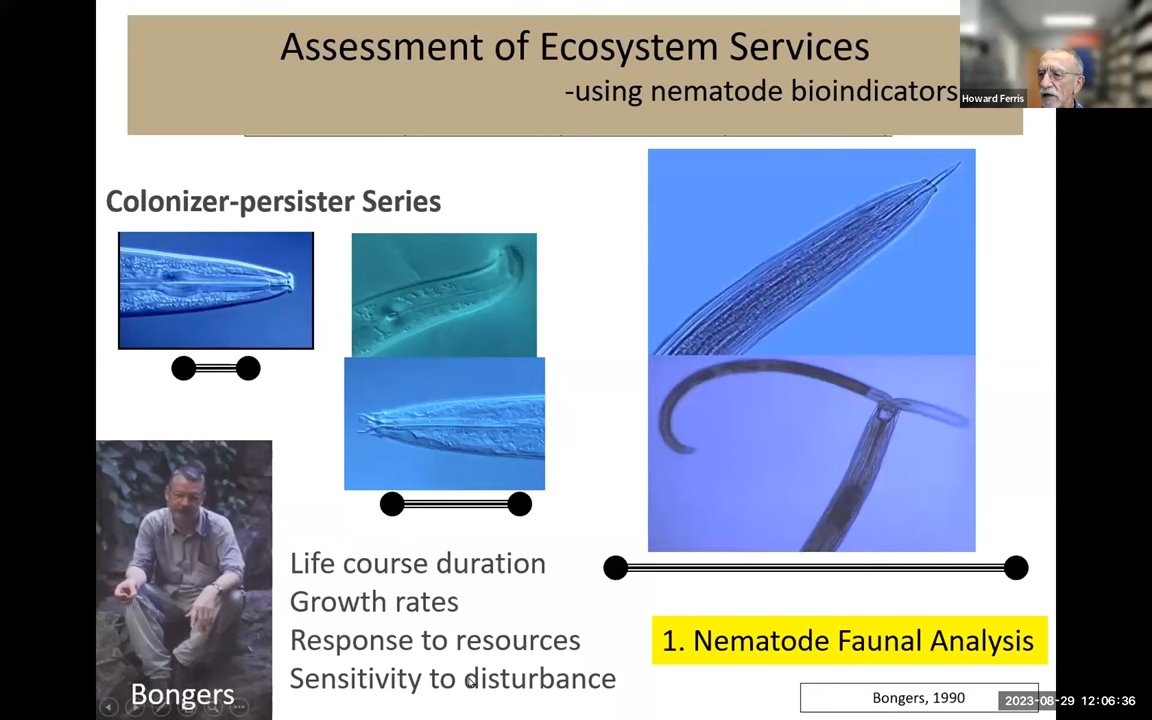 Assessment of Ecosystem Services
-using nematode bioindicators
Howard Ferris
Colonizer-persister Series
Life course duration
Growth rates
Response to resources
Sensitivity to disturbance
1. Nematode Faunal Analysis
Bongers
Bongers, 1990
2023-08-29 12:06:36